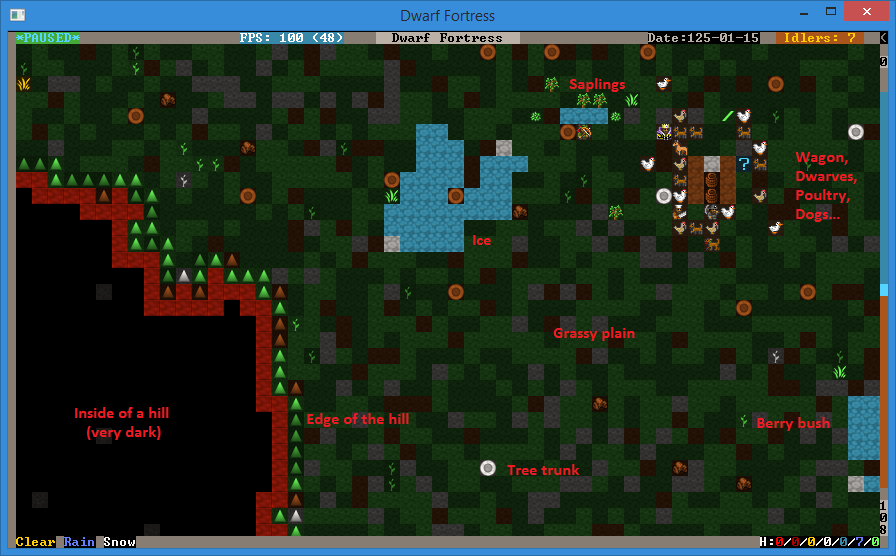 Dwarf Fortress
*PAUSED*
FPS: 100 (48)
Dwarf Fortress
Date:125-01-15
Idlers: 7
Saplings
?
Wagon,
Dwarves,
Poultry,
Dogs...
Ice
Grassy plain
Inside of a hill
(very dark)
Edge of the hill
Berry bush
Tree trunk
Clear Rain Snow
H:0/0/0/0/0/7/0